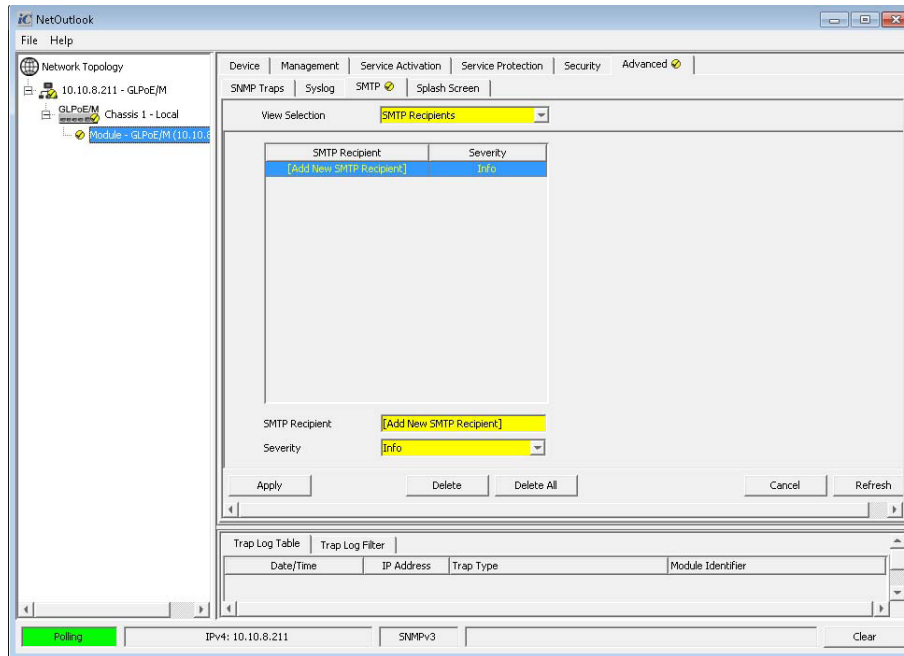 iC NetOutlook
File Help
Network Topology
10.10.8.211 - GLPoE/M
GLPoE/M Chassis 1 - Local
Module - GLPoE/M (10.10.8
Device Management Service Activation Service Protection Security Advanced
SNMP Traps Syslog SMTP Splash Screen
View Selection SMTP Recipients
SMTP Recipient Severity
[Add New SMTP Recipient] Info
SMTP Recipient [Add New SMTP Recipient]
Severity Info
Apply Delete Delete All Cancel Refresh
Trap Log Table Trap Log Filter
Date/Time IP Address Trap Type Module Identifier
Polling IPv4: 10.10.8.211 SNMPv3 Clear